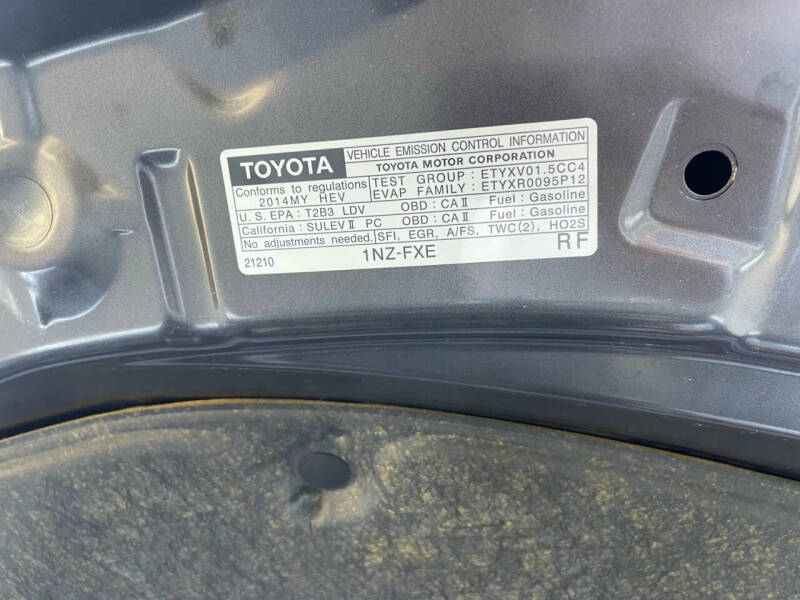 TOYOTA
VEHICLE EMISSION CONTROL INFORMATION
TOYOTA MOTOR CORPORATION
Conforms to regulations
2014MY HEV
TEST GROUP : ETYXV01.5CC4
EVAP FAMILY : ETYXR0095P12
U.S. EPA : T2B3 LDV OBD : CAⅡ Fuel : Gasoline
California : SULEVⅡ PC OBD : CAⅡ Fuel : Gasoline
No adjustments needed. SFI, EGR, A/FS, TWC(2), HO2S
21210 1NZ-FXE RF